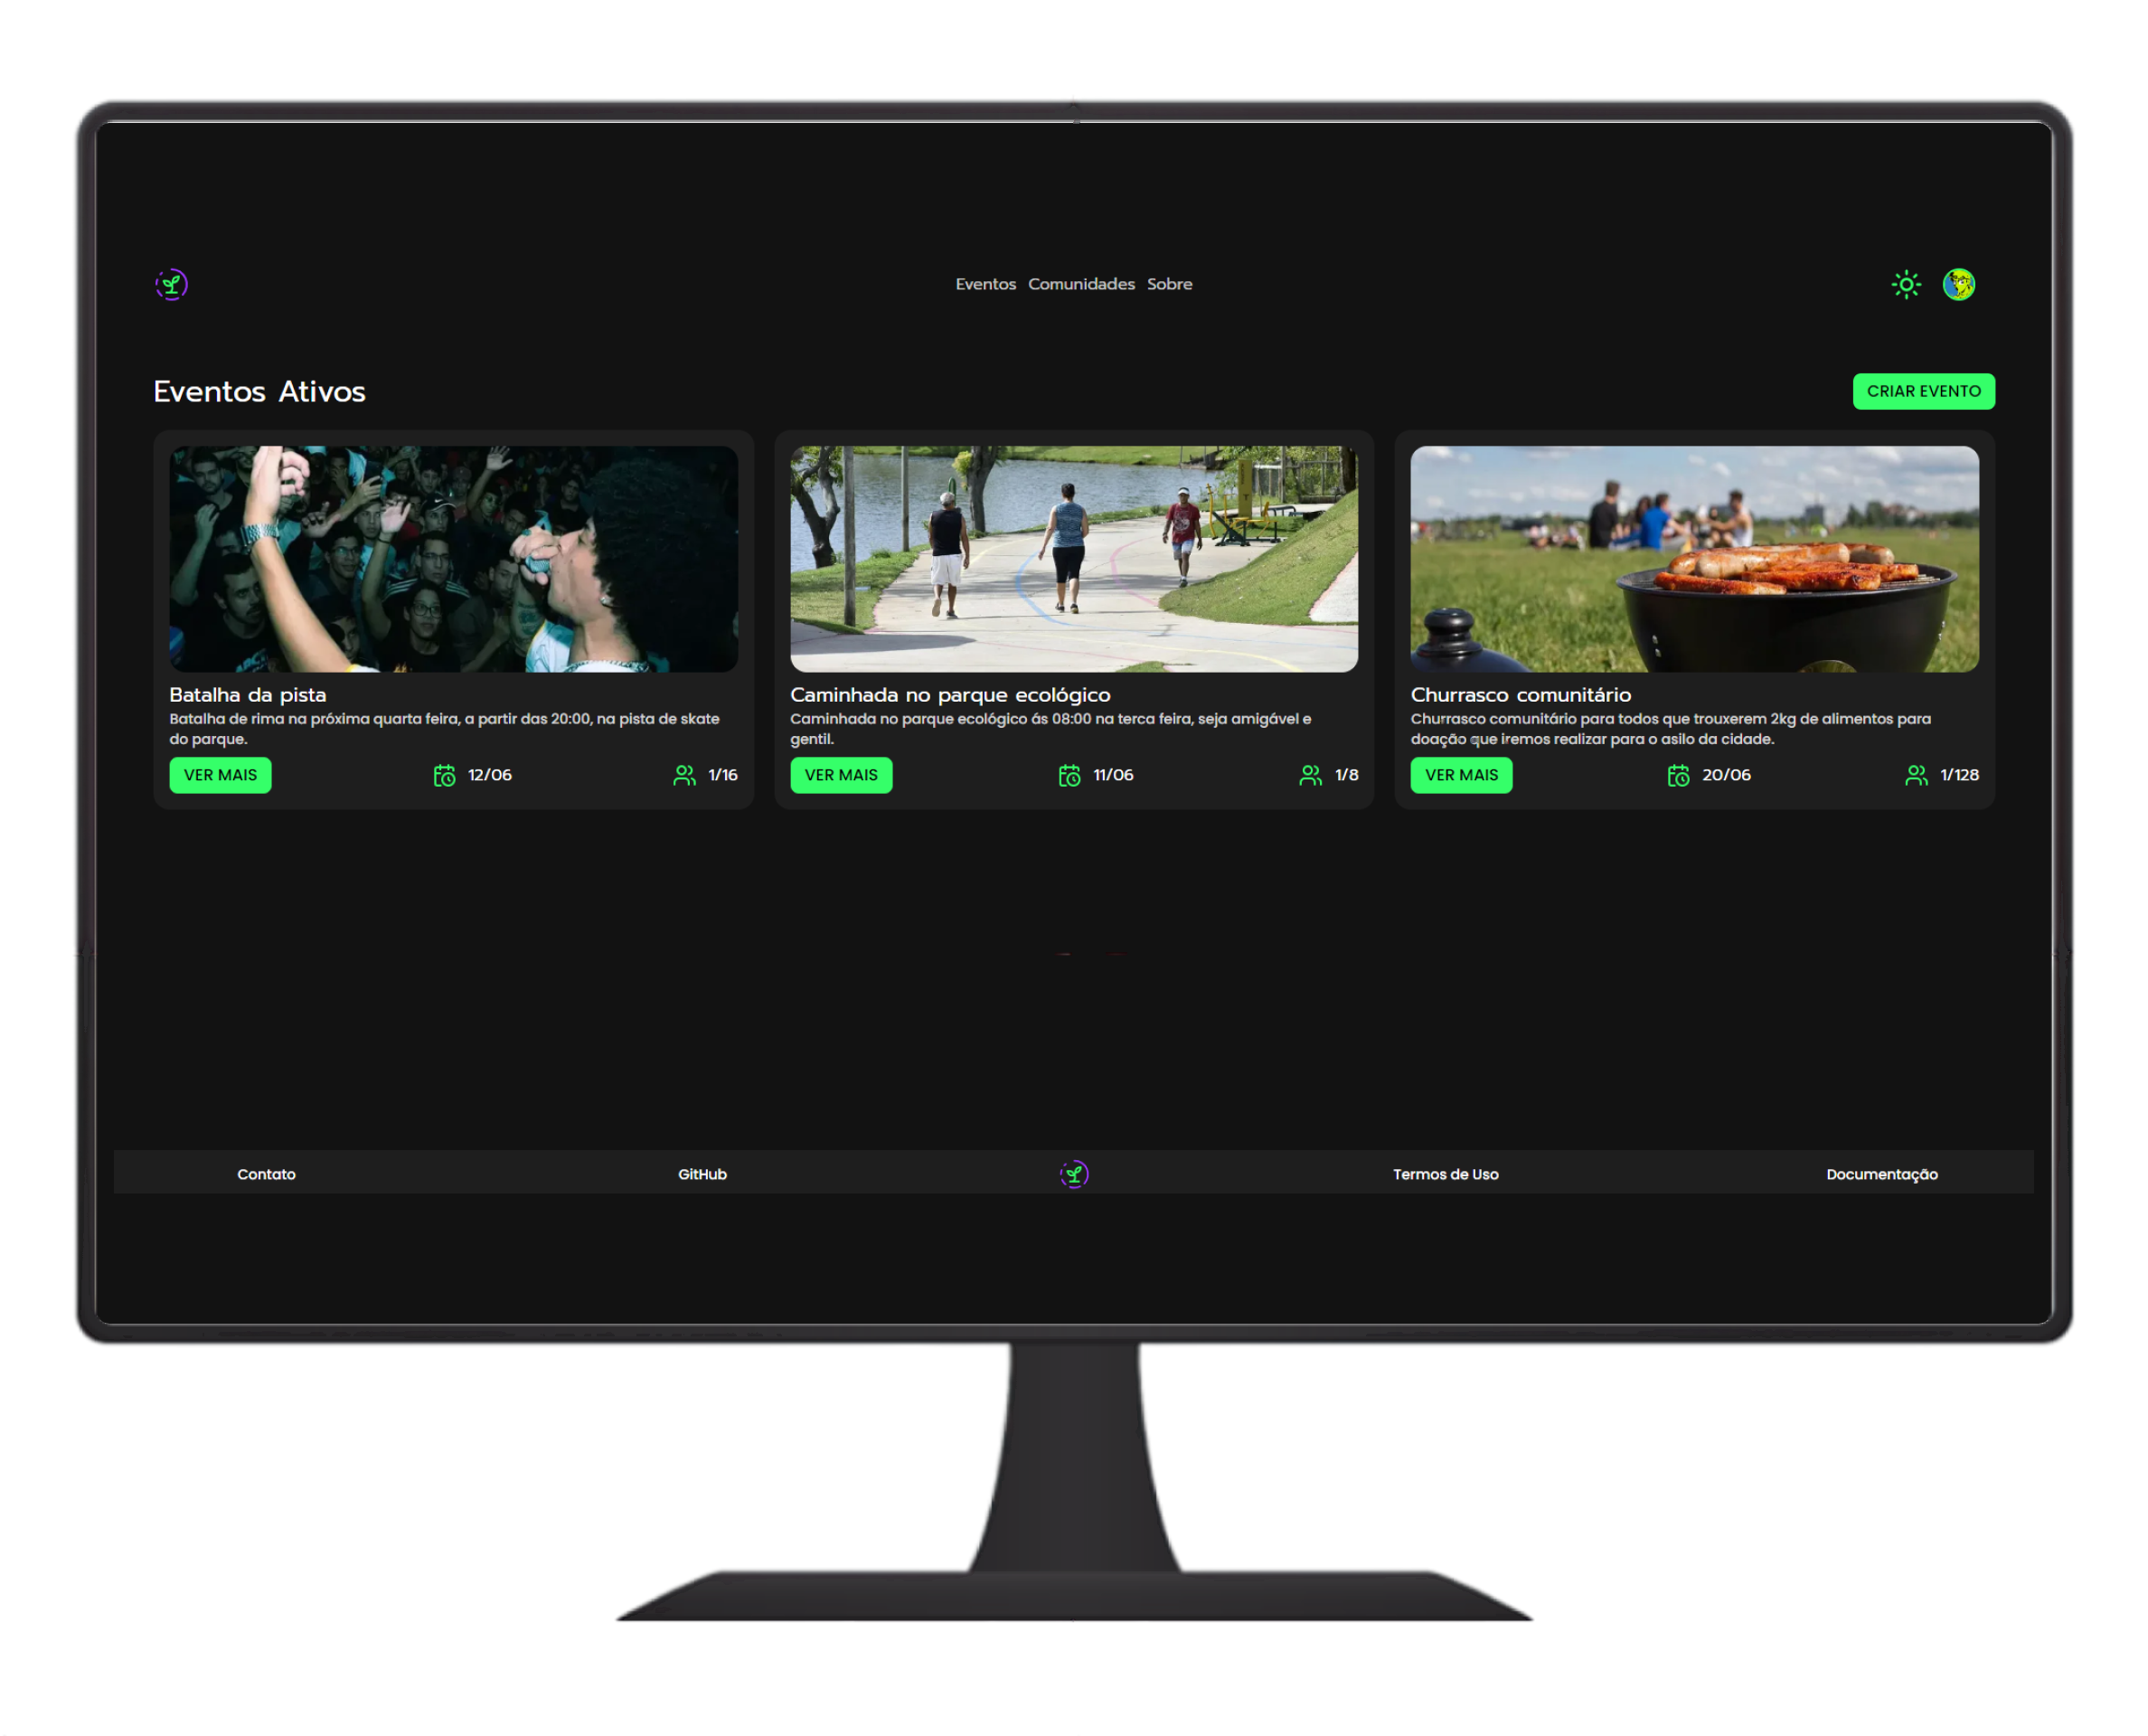 Eventos Comunidades Sobre
Eventos Ativos
CRIAR EVENTO
Batalha da pista
Batalha de rima na próxima quarta feira, a partir das 20:00, na pista de skate
do parque.
VER MAIS
12/06
1/16
Caminhada no parque ecológico
Caminhada no parque ecológico ás 08:00 na terca feira, seja amigável e
gentil.
VER MAIS
11/06
1/8
Churrasco comunitário
Churrasco comunitário para todos que trouxerem 2kg de alimentos para
doação que iremos realizar para o asilo da cidade.
VER MAIS
20/06
1/128
Contato
GitHub
Termos de Uso
Documentação